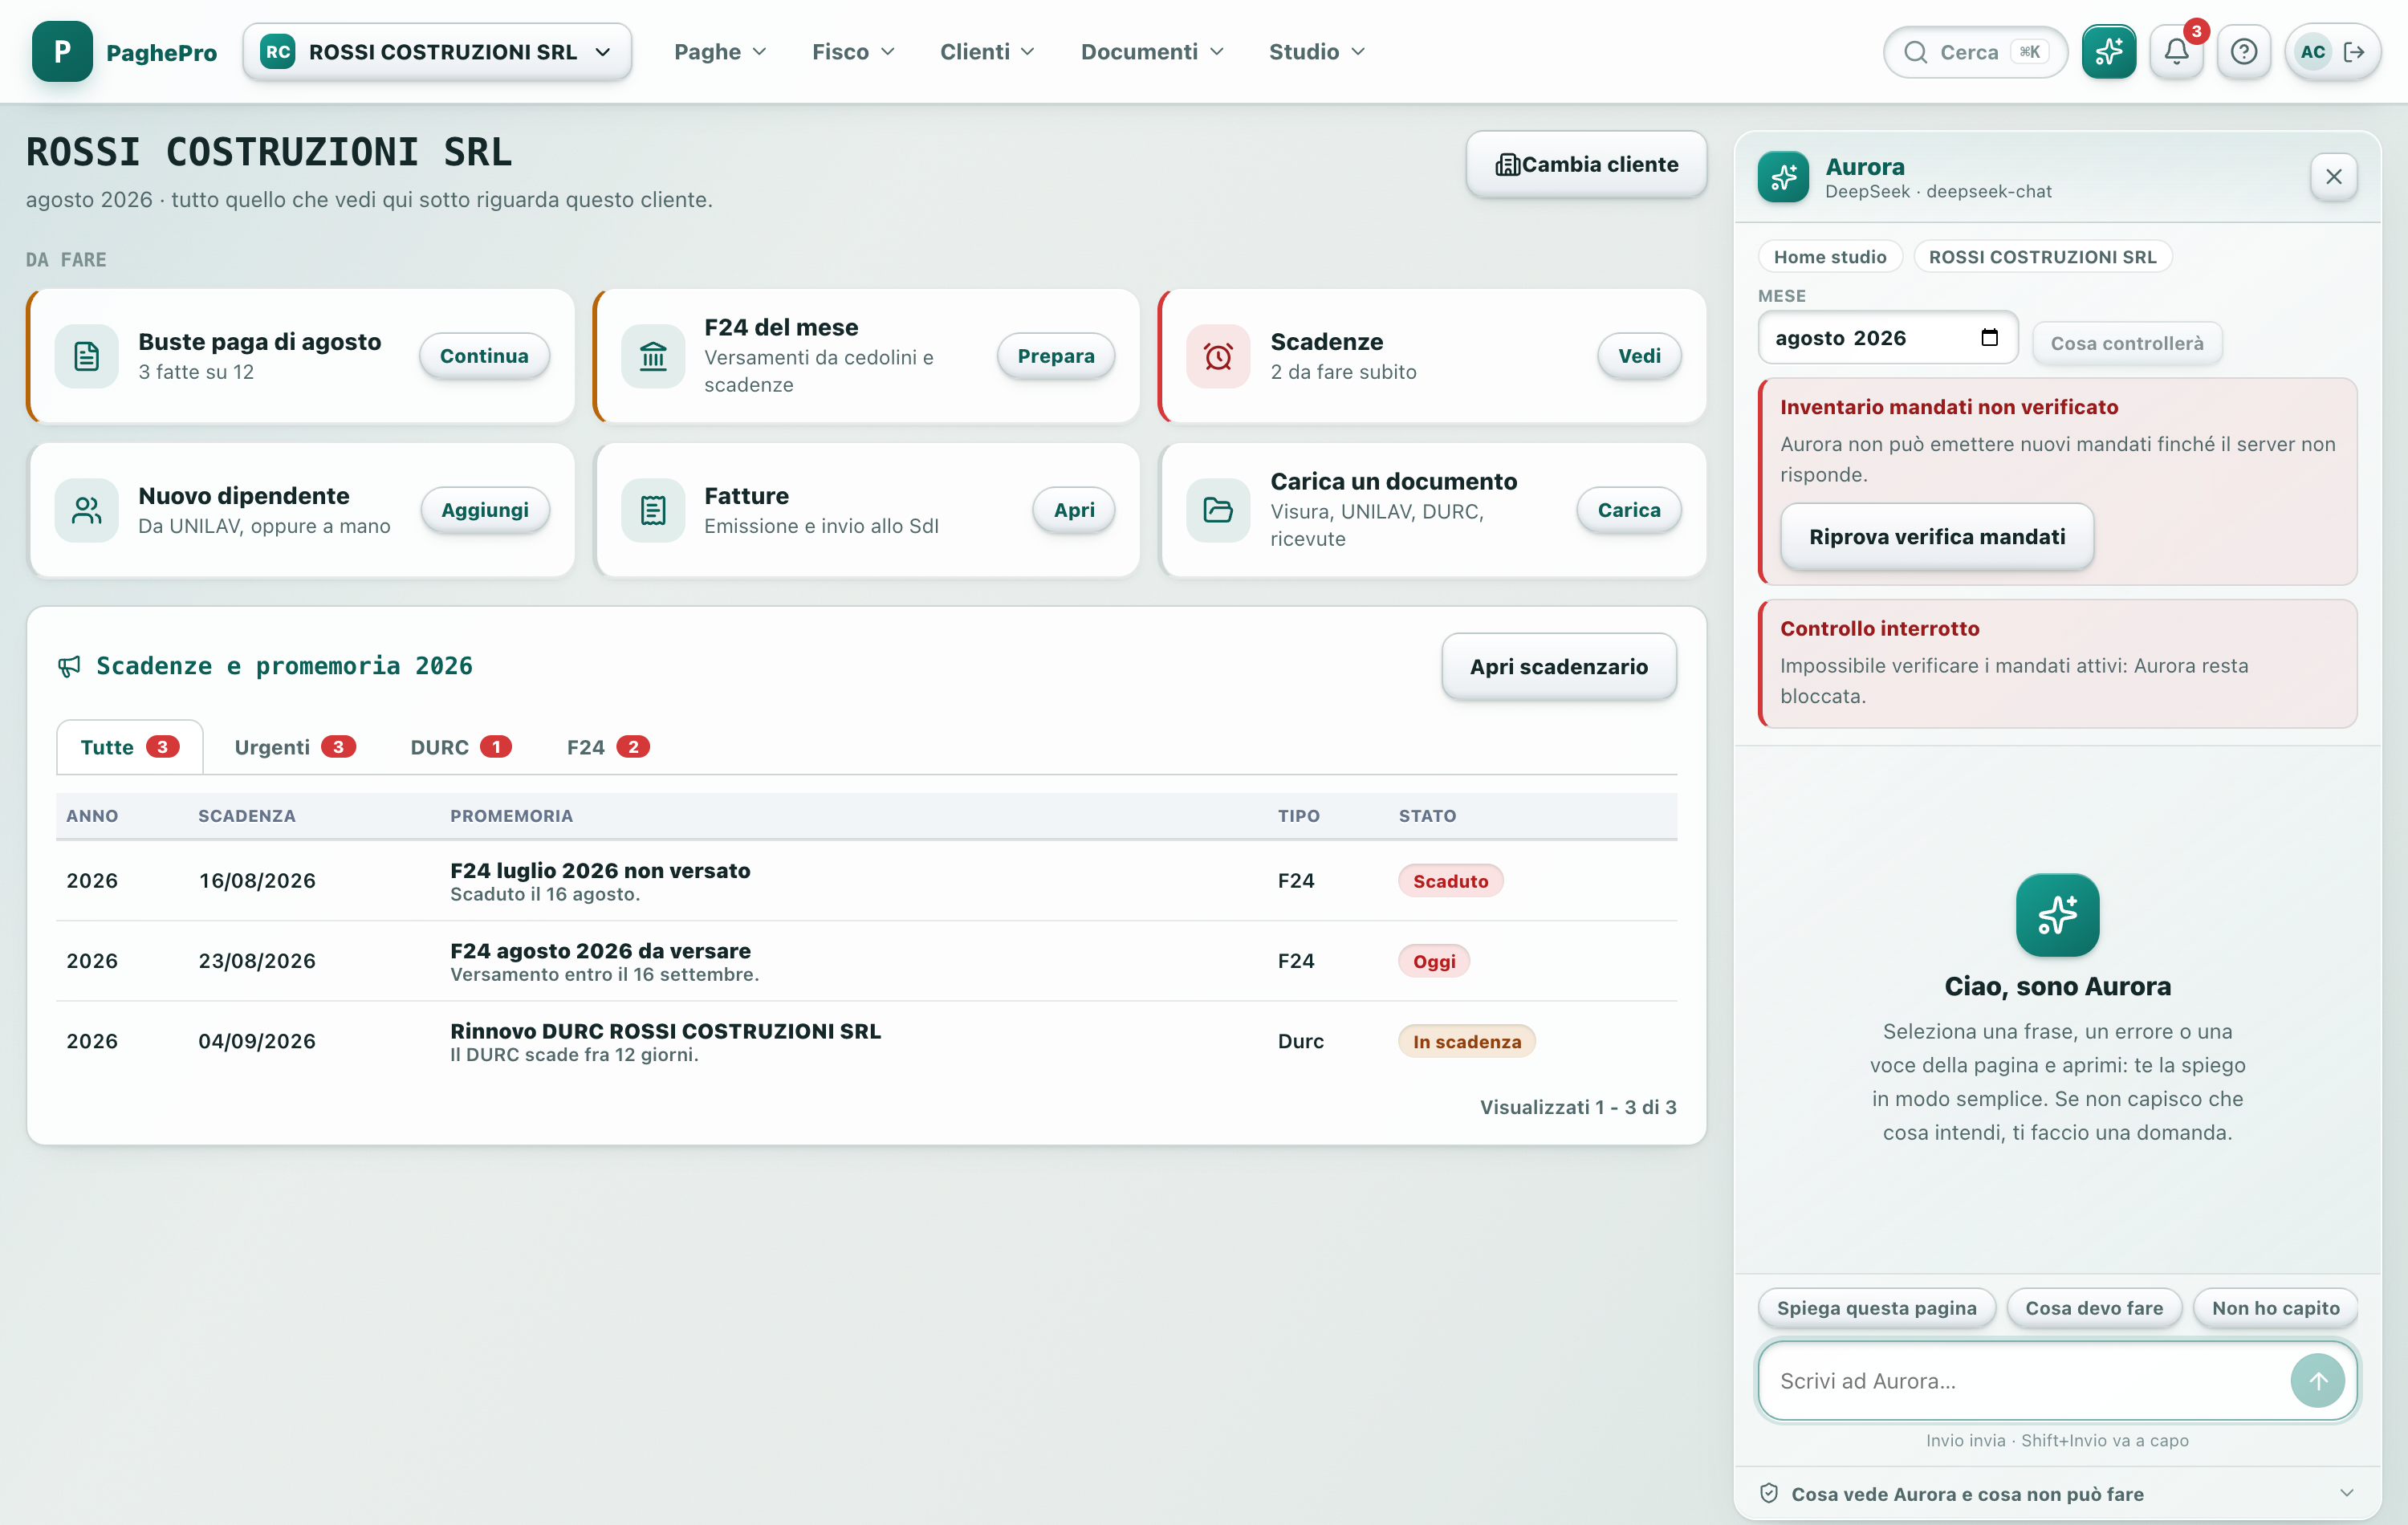 P PaghePro RC ROSSI COSTRUZIONI SRL Paghe Fisco Clienti Documenti Studio Cerca ⌘K 3 AC
ROSSI COSTRUZIONI SRL
agosto 2026 · tutto quello che vedi qui sotto riguarda questo cliente.
Cambia cliente
DA FARE
Buste paga di agosto
3 fatte su 12
Continua
F24 del mese
Versamenti da cedolini e
scadenze
Prepara
Scadenze
2 da fare subito
Vedi
Nuovo dipendente
Da UNILAV, oppure a mano
Aggiungi
Fatture
Emissione e invio allo SdI
Apri
Carica un documento
Visura, UNILAV, DURC,
ricevute
Carica
Scadenze e promemoria 2026
Apri scadenzario
Tutte 3 Urgenti 3 DURC 1 F24 2
ANNO SCADENZA PROMEMORIA TIPO STATO
2026 16/08/2026 F24 luglio 2026 non versato F24 Scaduto
Scaduto il 16 agosto.
2026 23/08/2026 F24 agosto 2026 da versare F24 Oggi
Versamento entro il 16 settembre.
2026 04/09/2026 Rinnovo DURC ROSSI COSTRUZIONI SRL Durc In scadenza
Il DURC scade fra 12 giorni.
Visualizzati 1 - 3 di 3
Aurora
DeepSeek · deepseek-chat
Home studio ROSSI COSTRUZIONI SRL
MESE
agosto 2026 Cosa controllerà
Inventario mandati non verificato
Aurora non può emettere nuovi mandati finché il server non
risponde.
Riprova verifica mandati
Controllo interrotto
Impossibile verificare i mandati attivi: Aurora resta
bloccata.
Ciao, sono Aurora
Seleziona una frase, un errore o una
voce della pagina e aprimi: te la spiego
in modo semplice. Se non capisco che
cosa intendi, ti faccio una domanda.
Spiega questa pagina Cosa devo fare Non ho capito
Scrivi ad Aurora...
Invio invia · Shift+Invio va a capo
Cosa vede Aurora e cosa non può fare